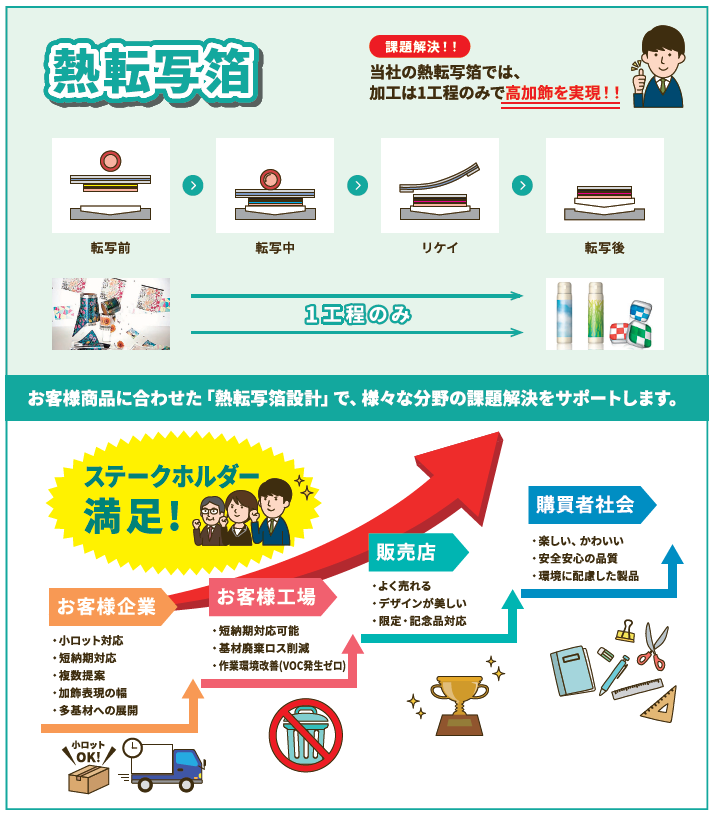 熱転写箔
課題解決！！
当社の熱転写箔では、
加工は1工程のみで高加飾を実現！！
転写前
転写中
リケイ
転写後
1工程のみ
お客様商品に合わせた「熱転写箔設計」で、様々な分野の課題解決をサポートします。
ステークホルダー
満足！
購買者社会
・楽しい、かわいい
・安全安心の品質
・環境に配慮した製品
販売店
・よく売れる
・デザインが美しい
・限定・記念品対応
お客様工場
・短納期対応可能
・基材廃棄ロス削減
・作業環境改善(VOC発生ゼロ)
お客様企業
・小ロット対応
・短納期対応
・複数提案
・加飾表現の幅
・多基材への展開
小ロット
OK!